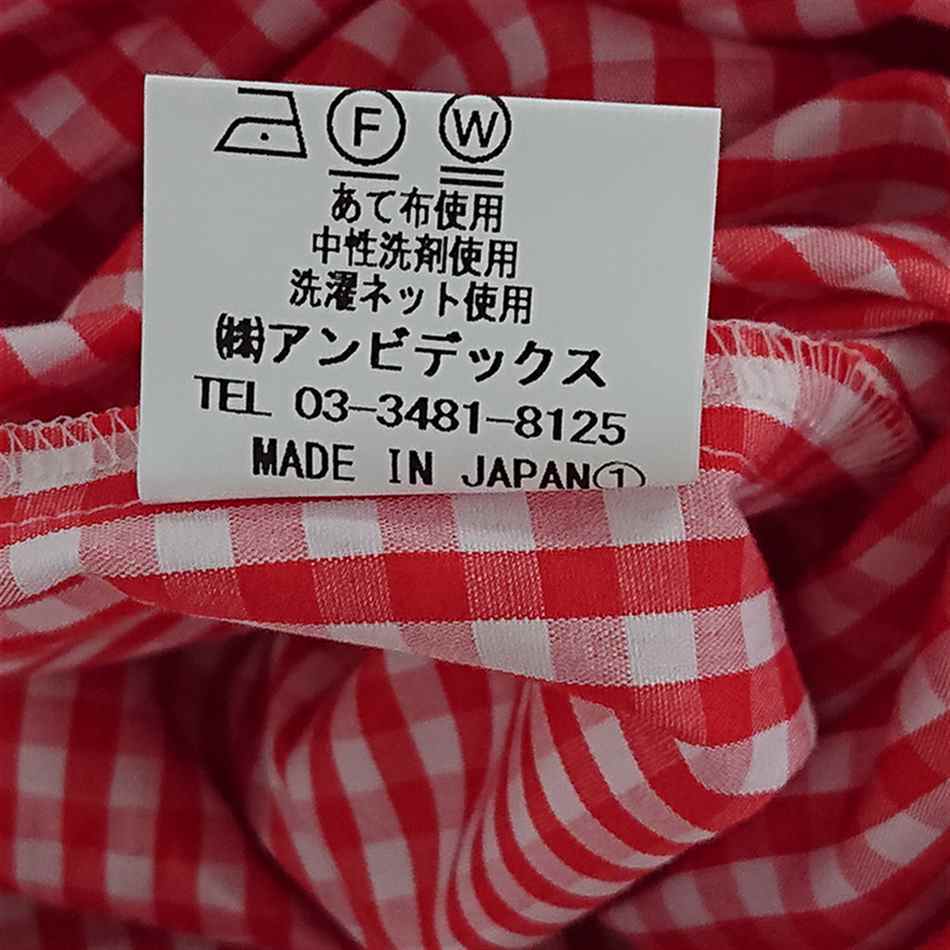 F W
あて布使用
中性洗剤使用
洗濯ネット使用
㈱アンビデックス
TEL 03-3481-8125
MADE IN JAPAN①